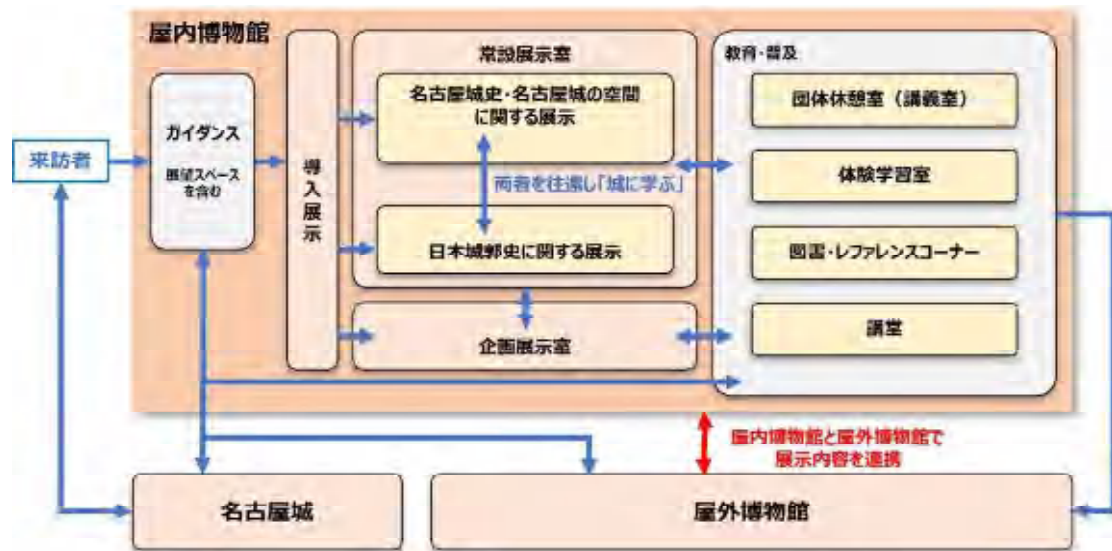 屋内博物館
来訪者
ガイダンス
展望スペース
を含む
導入展示
常設展示室
名古屋城史・名古屋城の空間
に関する展示
両者を往還し「城に学ぶ」
日本城郭史に関する展示
企画展示室
教育・普及
団体休憩室（講義室）
体験学習室
図書・レファレンスコーナー
講堂
屋内博物館と屋外博物館で
展示内容を連携
名古屋城
屋外博物館